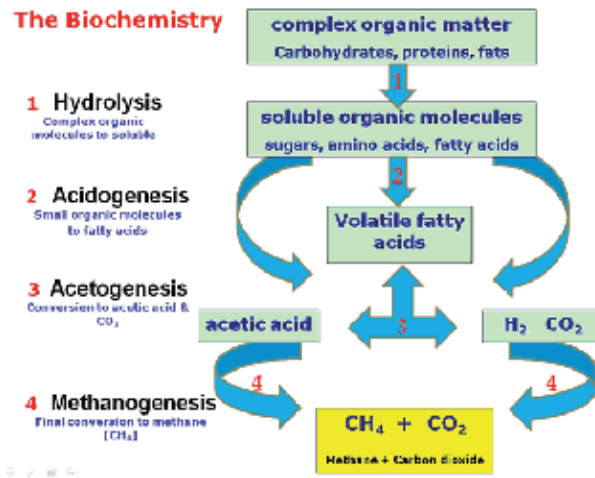 The Biochemistry
complex organic matter
Carbohydrates, proteins, fats
1
1 Hydrolysis
Complex organic
molecules to soluble
soluble organic molecules
sugars, amino acids, fatty acids
2
2 Acidogenesis
Small organic molecules
to fatty acids
Volatile fatty
acids
3 Acetogenesis
Conversion to acetic acid &
CO₂
acetic acid
3
H₂ CO₂
4
4
4 Methanogenesis
Final conversion to methane
[CH₄]
CH₄ + CO₂
Methane + Carbon dioxide